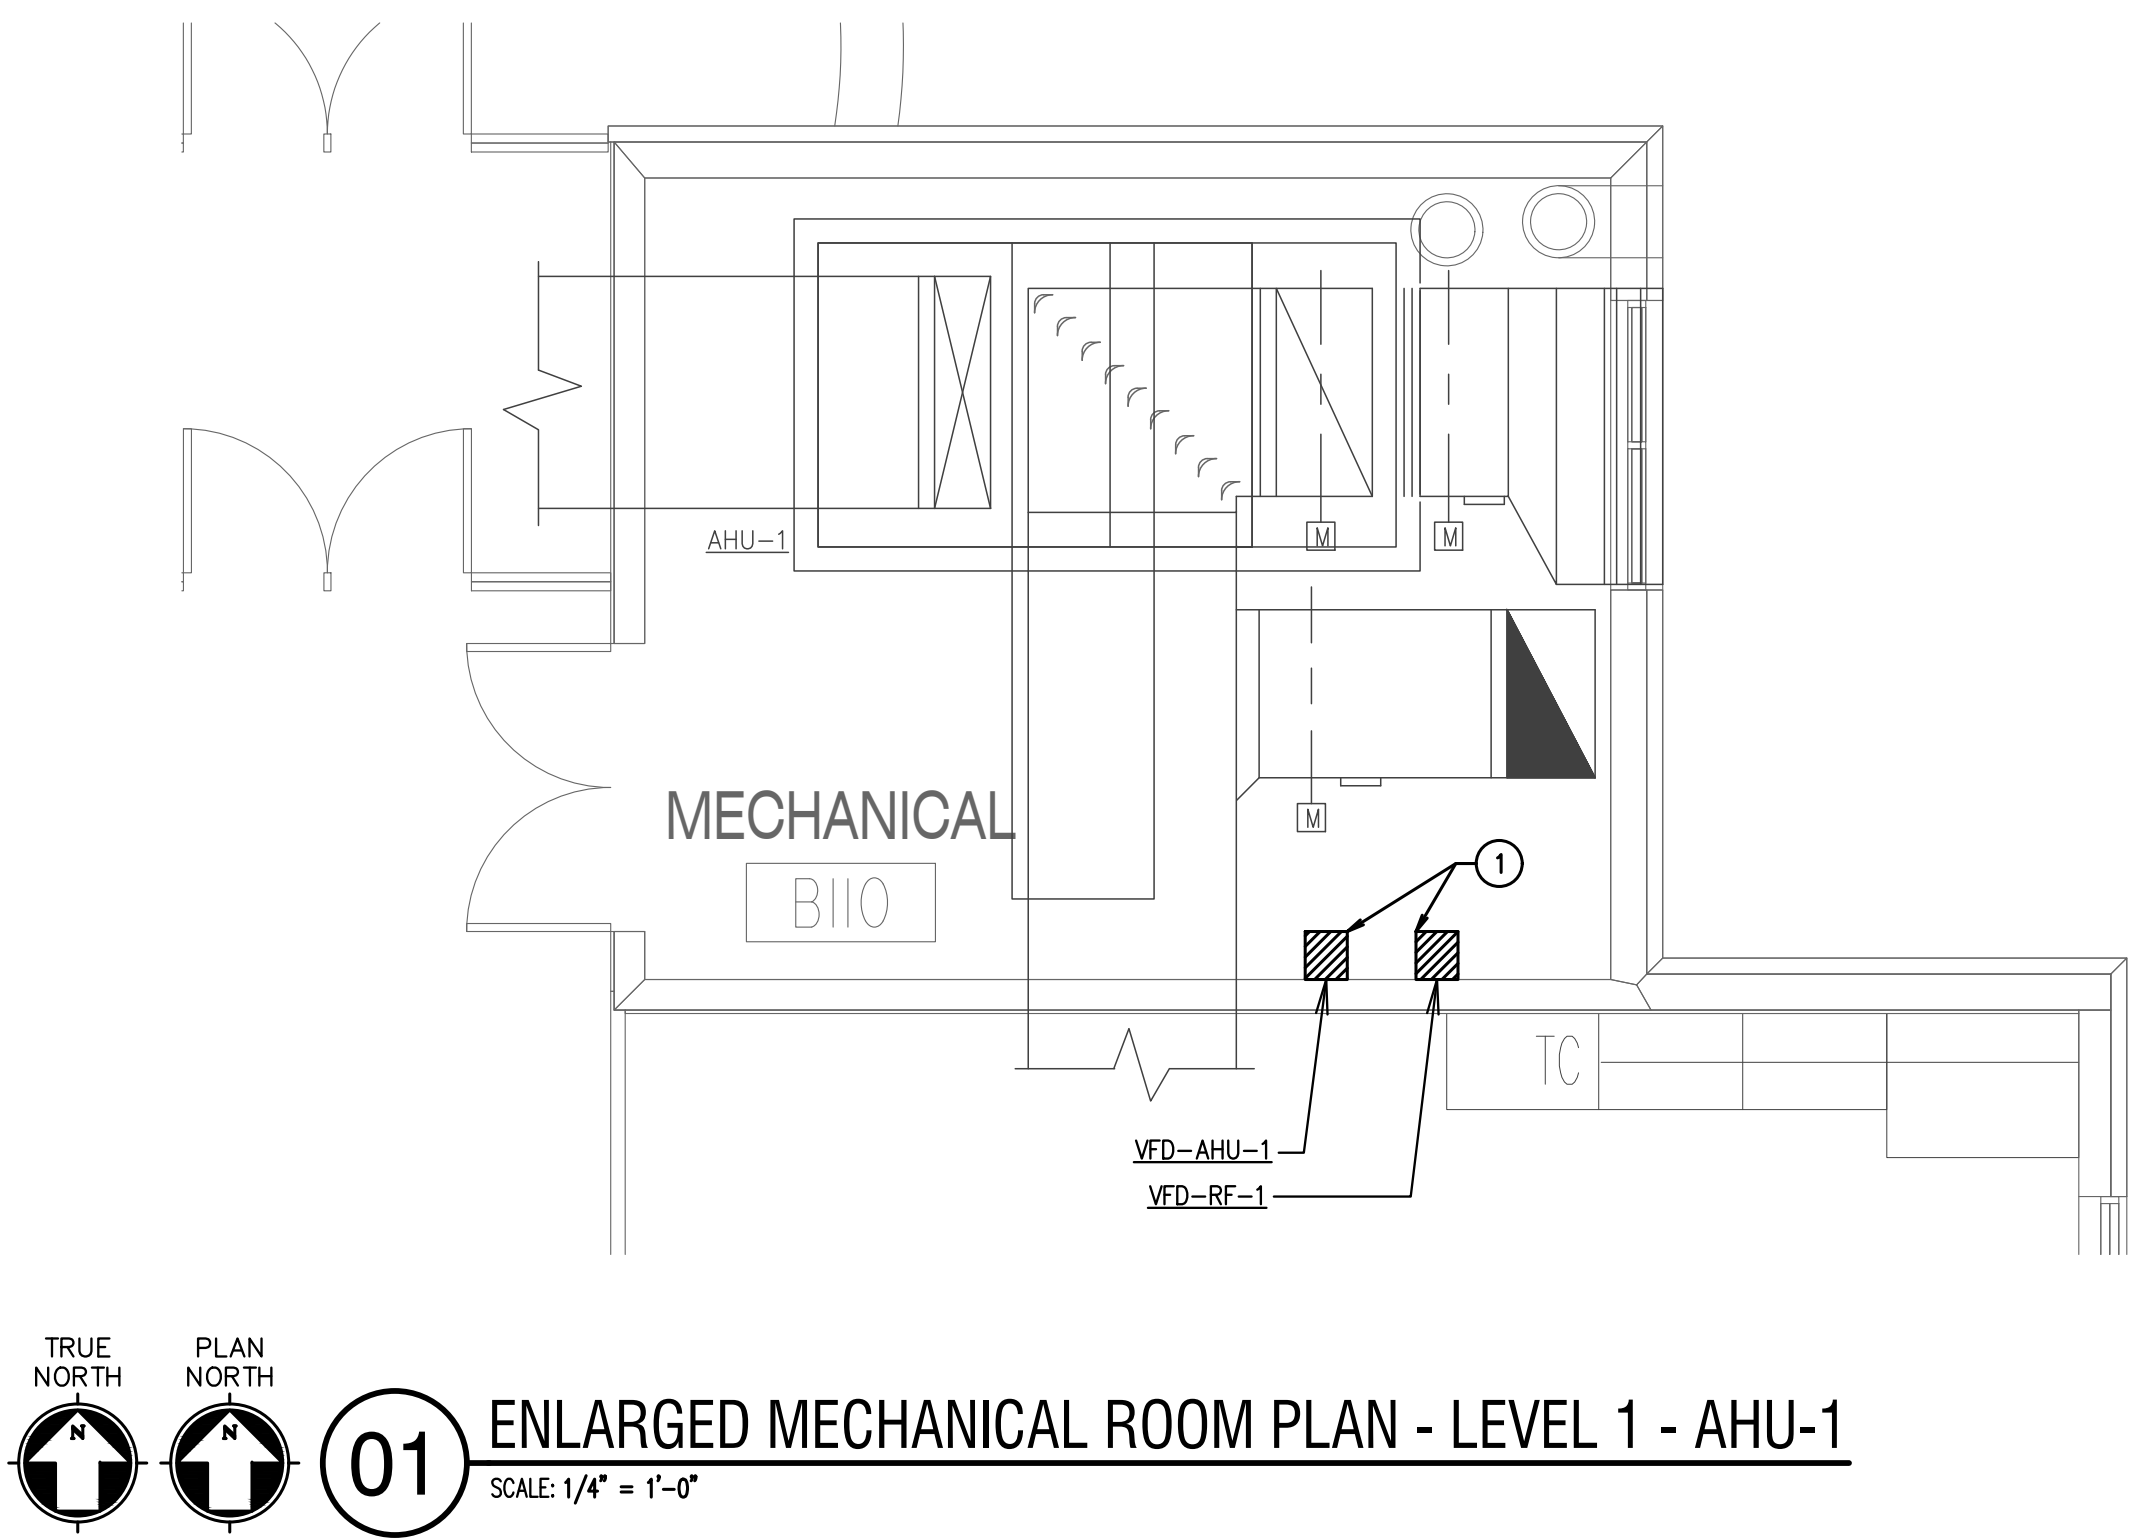 AHU-1
M
M
M
MECHANICAL
B110
1
TC
VFD-AHU-1
VFD-RF-1
TRUE
NORTH
N
PLAN
NORTH
N
01
ENLARGED MECHANICAL ROOM PLAN - LEVEL 1 - AHU-1
SCALE: 1/4" = 1'-0"